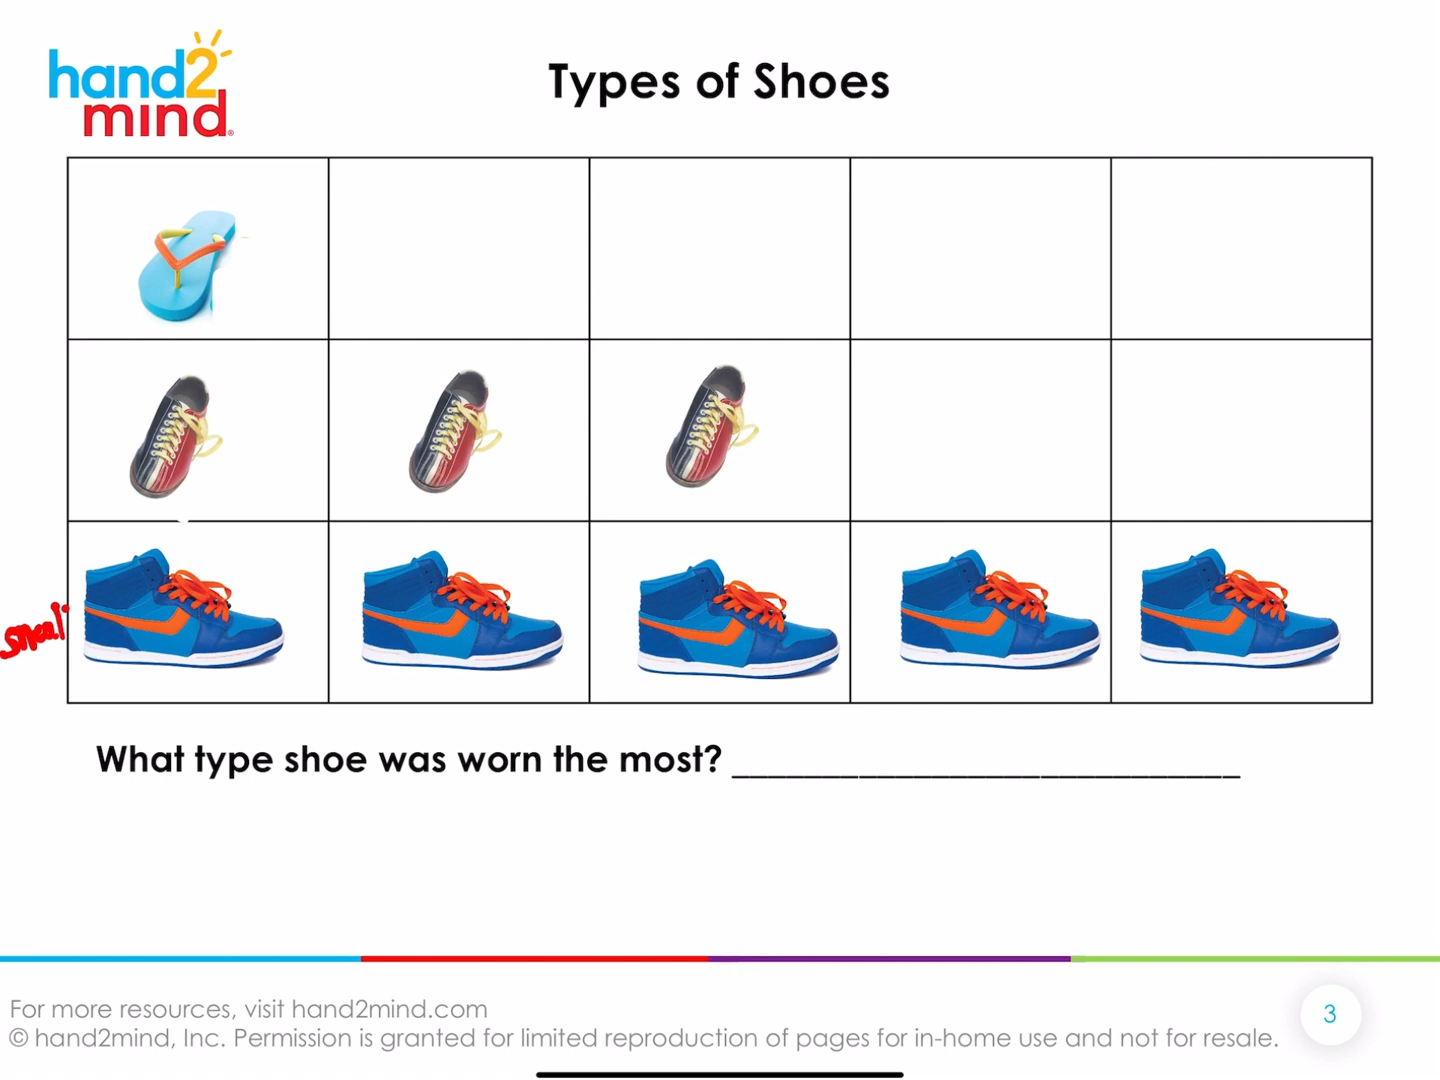 hand2
mind®
Types of Shoes
What type shoe was worn the most? ____________________________
For more resources, visit hand2mind.com
© hand2mind, Inc. Permission is granted for limited reproduction of pages for in-home use and not for resale.
3